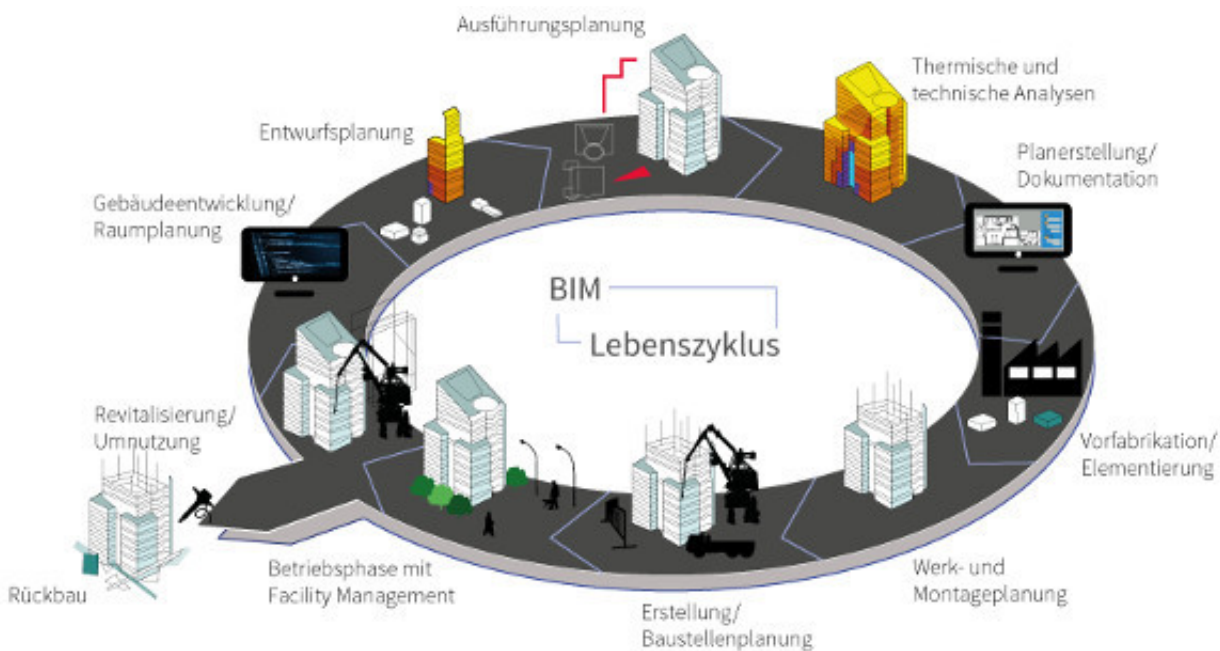 Ausführungsplanung
Thermische und
technische Analysen
Entwurfsplanung
Planerstellung/
Dokumentation
Gebäudeentwicklung/
Raumplanung
BIM
Lebenszyklus
Revitalisierung/
Umnutzung
Vorfabrikation/
Elementierung
Rückbau
Betriebsphase mit
Facility Management
Werk- und
Montageplanung
Erstellung/
Baustellenplanung